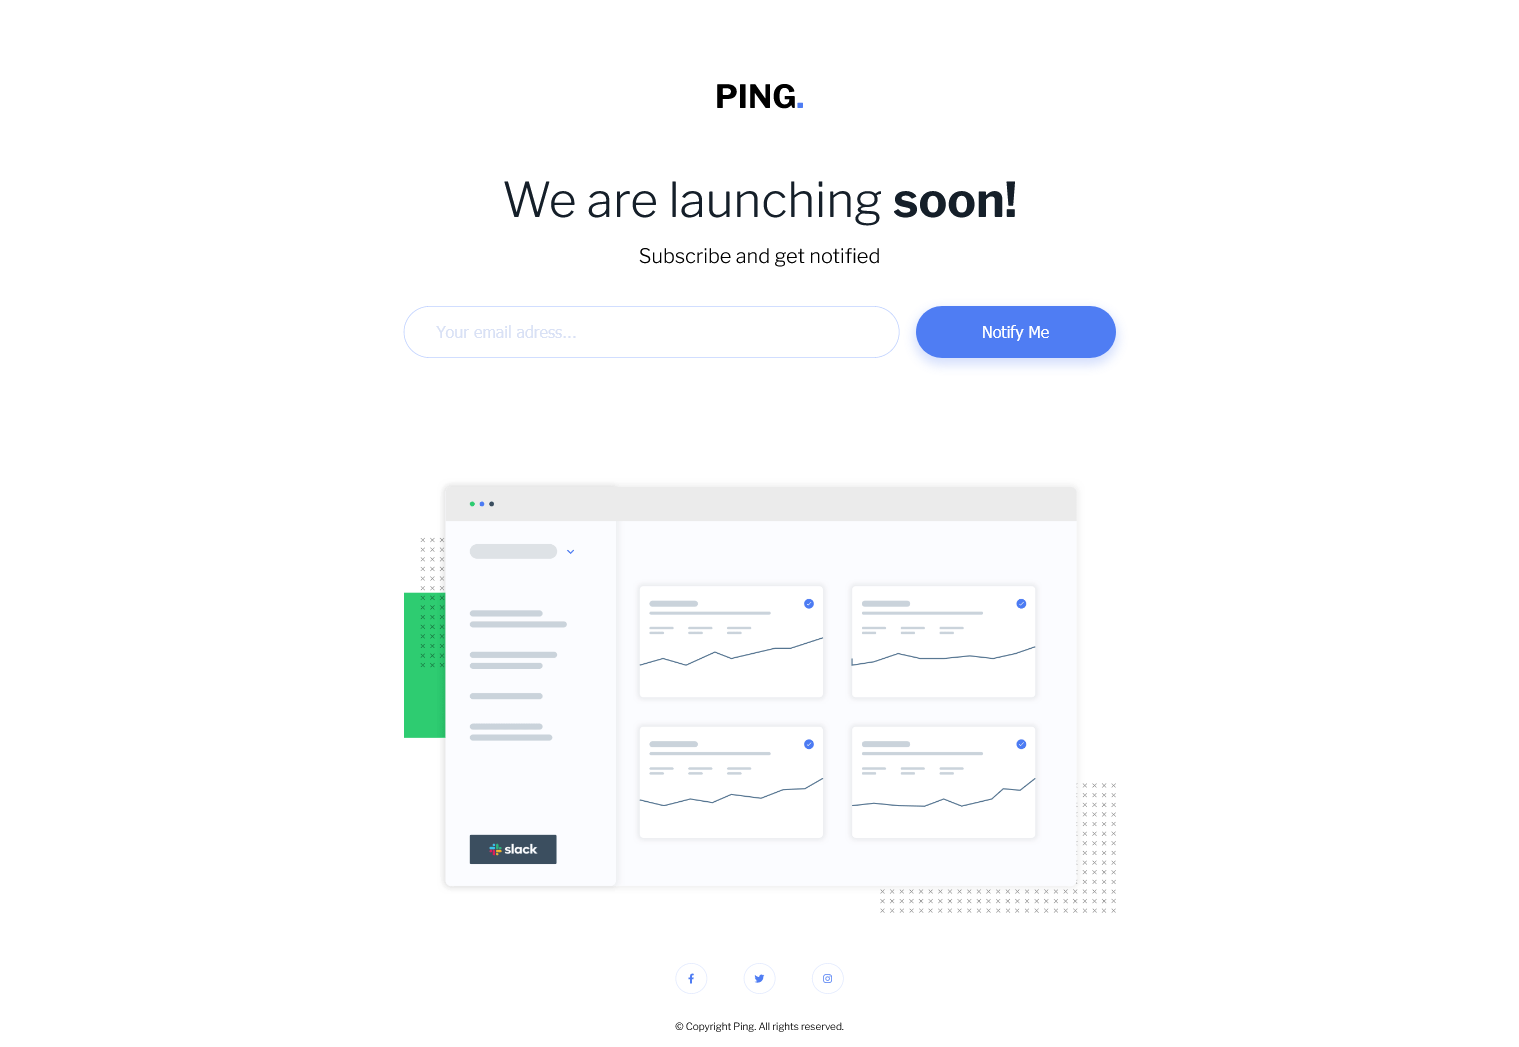 PING.
We are launching soon!
Subscribe and get notified
Your email adress...
Notify Me
slack
© Copyright Ping. All rights reserved.